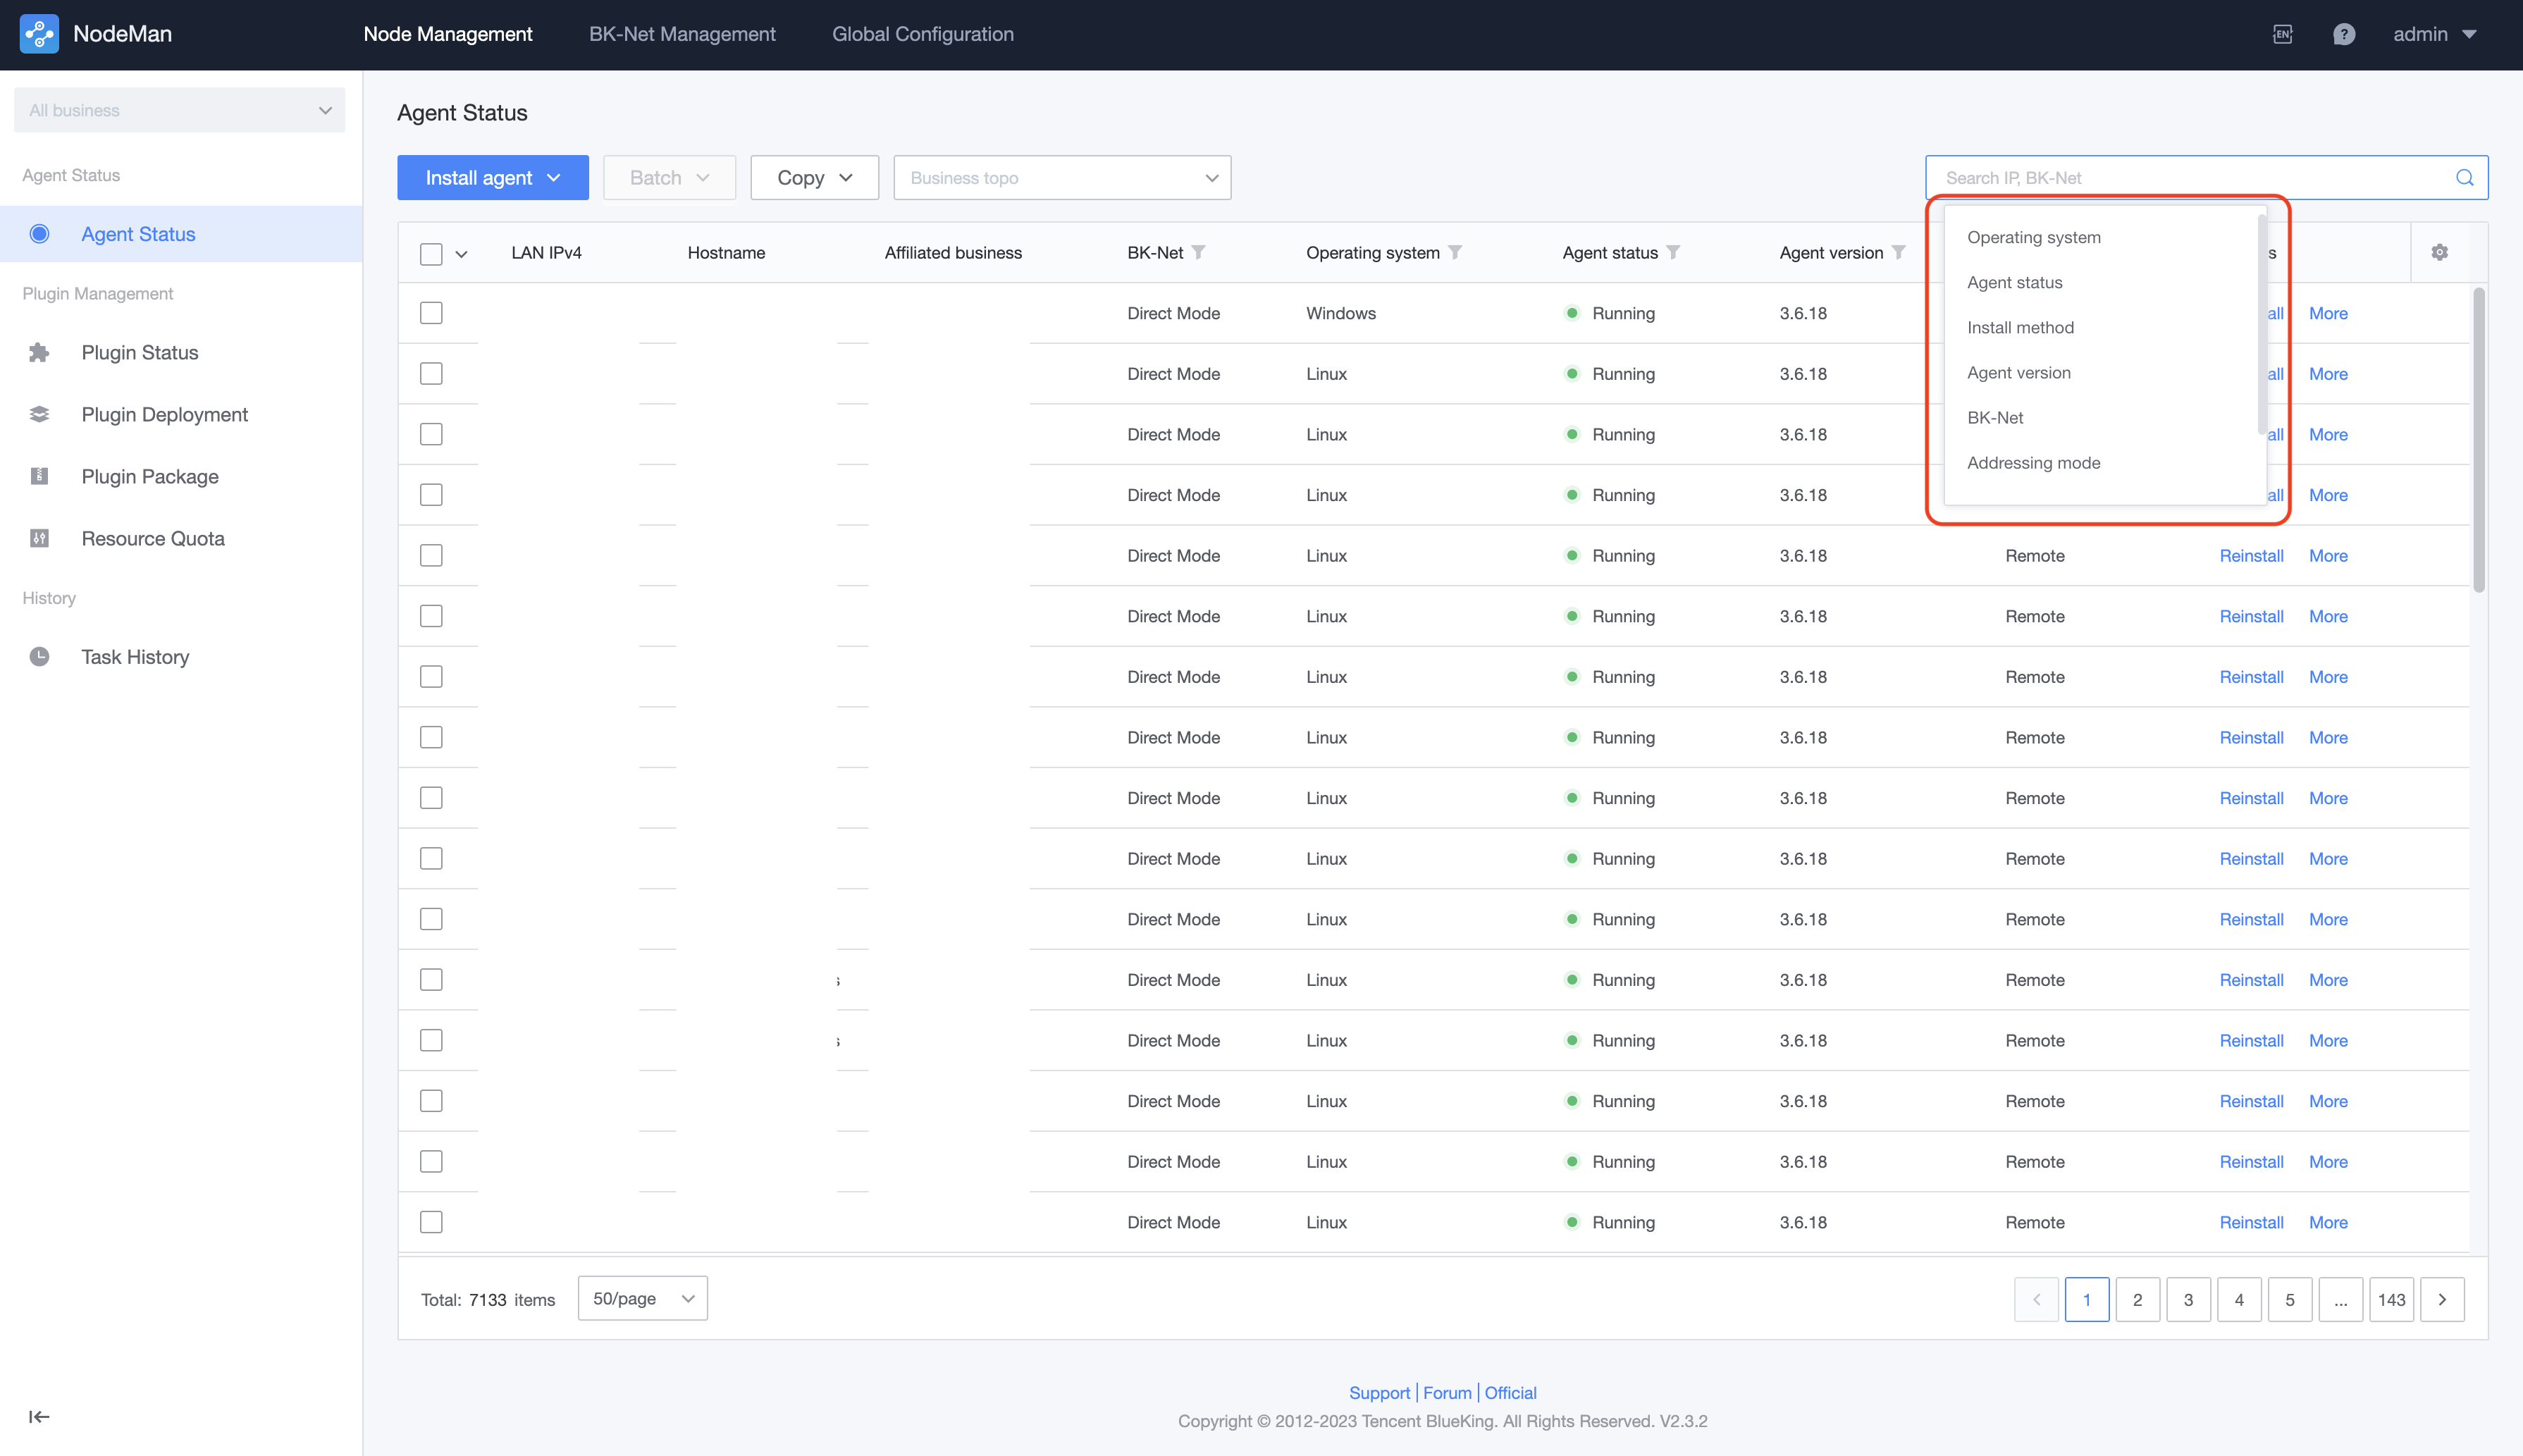 NodeMan
Node Management
BK-Net Management
Global Configuration
EN
?
admin
All business
Agent Status
Agent Status
Plugin Management
Plugin Status
Plugin Deployment
Plugin Package
Resource Quota
History
Task History
Agent Status
Install agent
Batch
Copy
Business topo
Search IP, BK-Net
Operating system
Agent status
Install method
Agent version
BK-Net
Addressing mode
LAN IPv4 Hostname Affiliated business BK-Net Operating system Agent status Agent version s
Direct Mode Windows Running 3.6.18 all More
Direct Mode Linux Running 3.6.18 all More
Direct Mode Linux Running 3.6.18 all More
Direct Mode Linux Running 3.6.18 all More
Direct Mode Linux Running 3.6.18 Remote Reinstall More
Direct Mode Linux Running 3.6.18 Remote Reinstall More
Direct Mode Linux Running 3.6.18 Remote Reinstall More
Direct Mode Linux Running 3.6.18 Remote Reinstall More
Direct Mode Linux Running 3.6.18 Remote Reinstall More
Direct Mode Linux Running 3.6.18 Remote Reinstall More
Direct Mode Linux Running 3.6.18 Remote Reinstall More
Direct Mode Linux Running 3.6.18 Remote Reinstall More
Direct Mode Linux Running 3.6.18 Remote Reinstall More
Direct Mode Linux Running 3.6.18 Remote Reinstall More
Direct Mode Linux Running 3.6.18 Remote Reinstall More
Direct Mode Linux Running 3.6.18 Remote Reinstall More
Total: 7133 items 50/page 1 2 3 4 5 ... 143
Support | Forum | Official
Copyright © 2012-2023 Tencent BlueKing. All Rights Reserved. V2.3.2